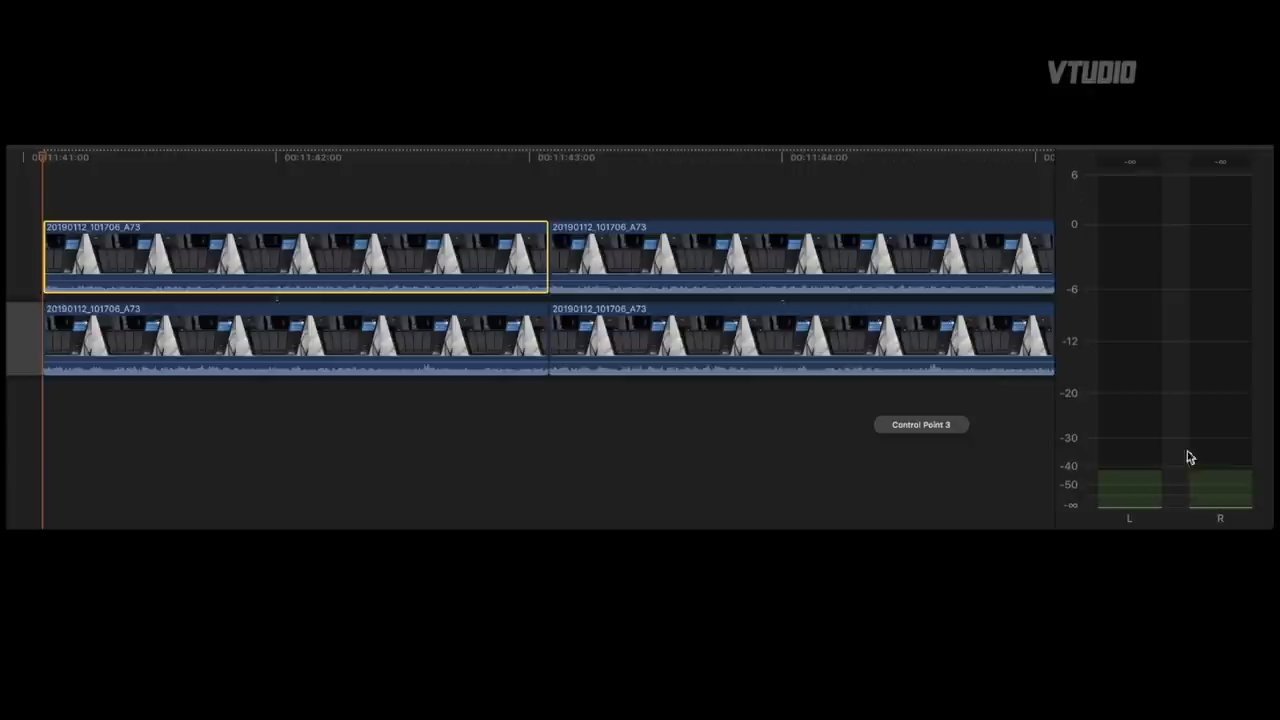 VTUDIO
00:11:41:00 00:11:42:00 00:11:43:00 00:11:44:00 00
-∞ -∞
6
0
20190112_101706_A73 20190112_101706_A73
-6
20190112_101706_A73 20190112_101706_A73
-12
-20
Control Point 3
-30
-40
-50
-∞
L R